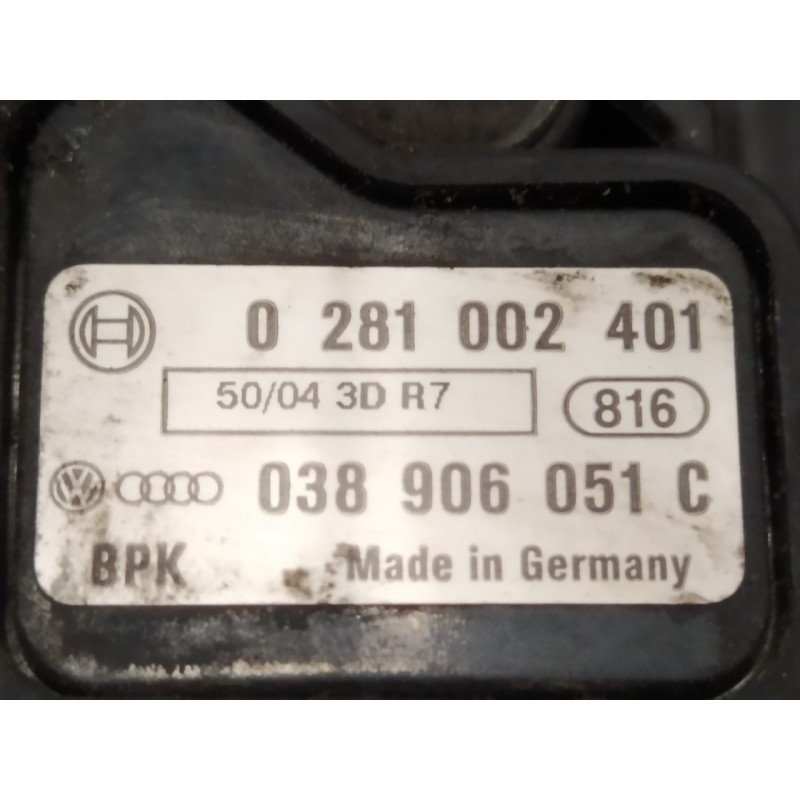 0 281 002 401
50/04 3D R7 816
038 906 051 C
BPK Made in Germany